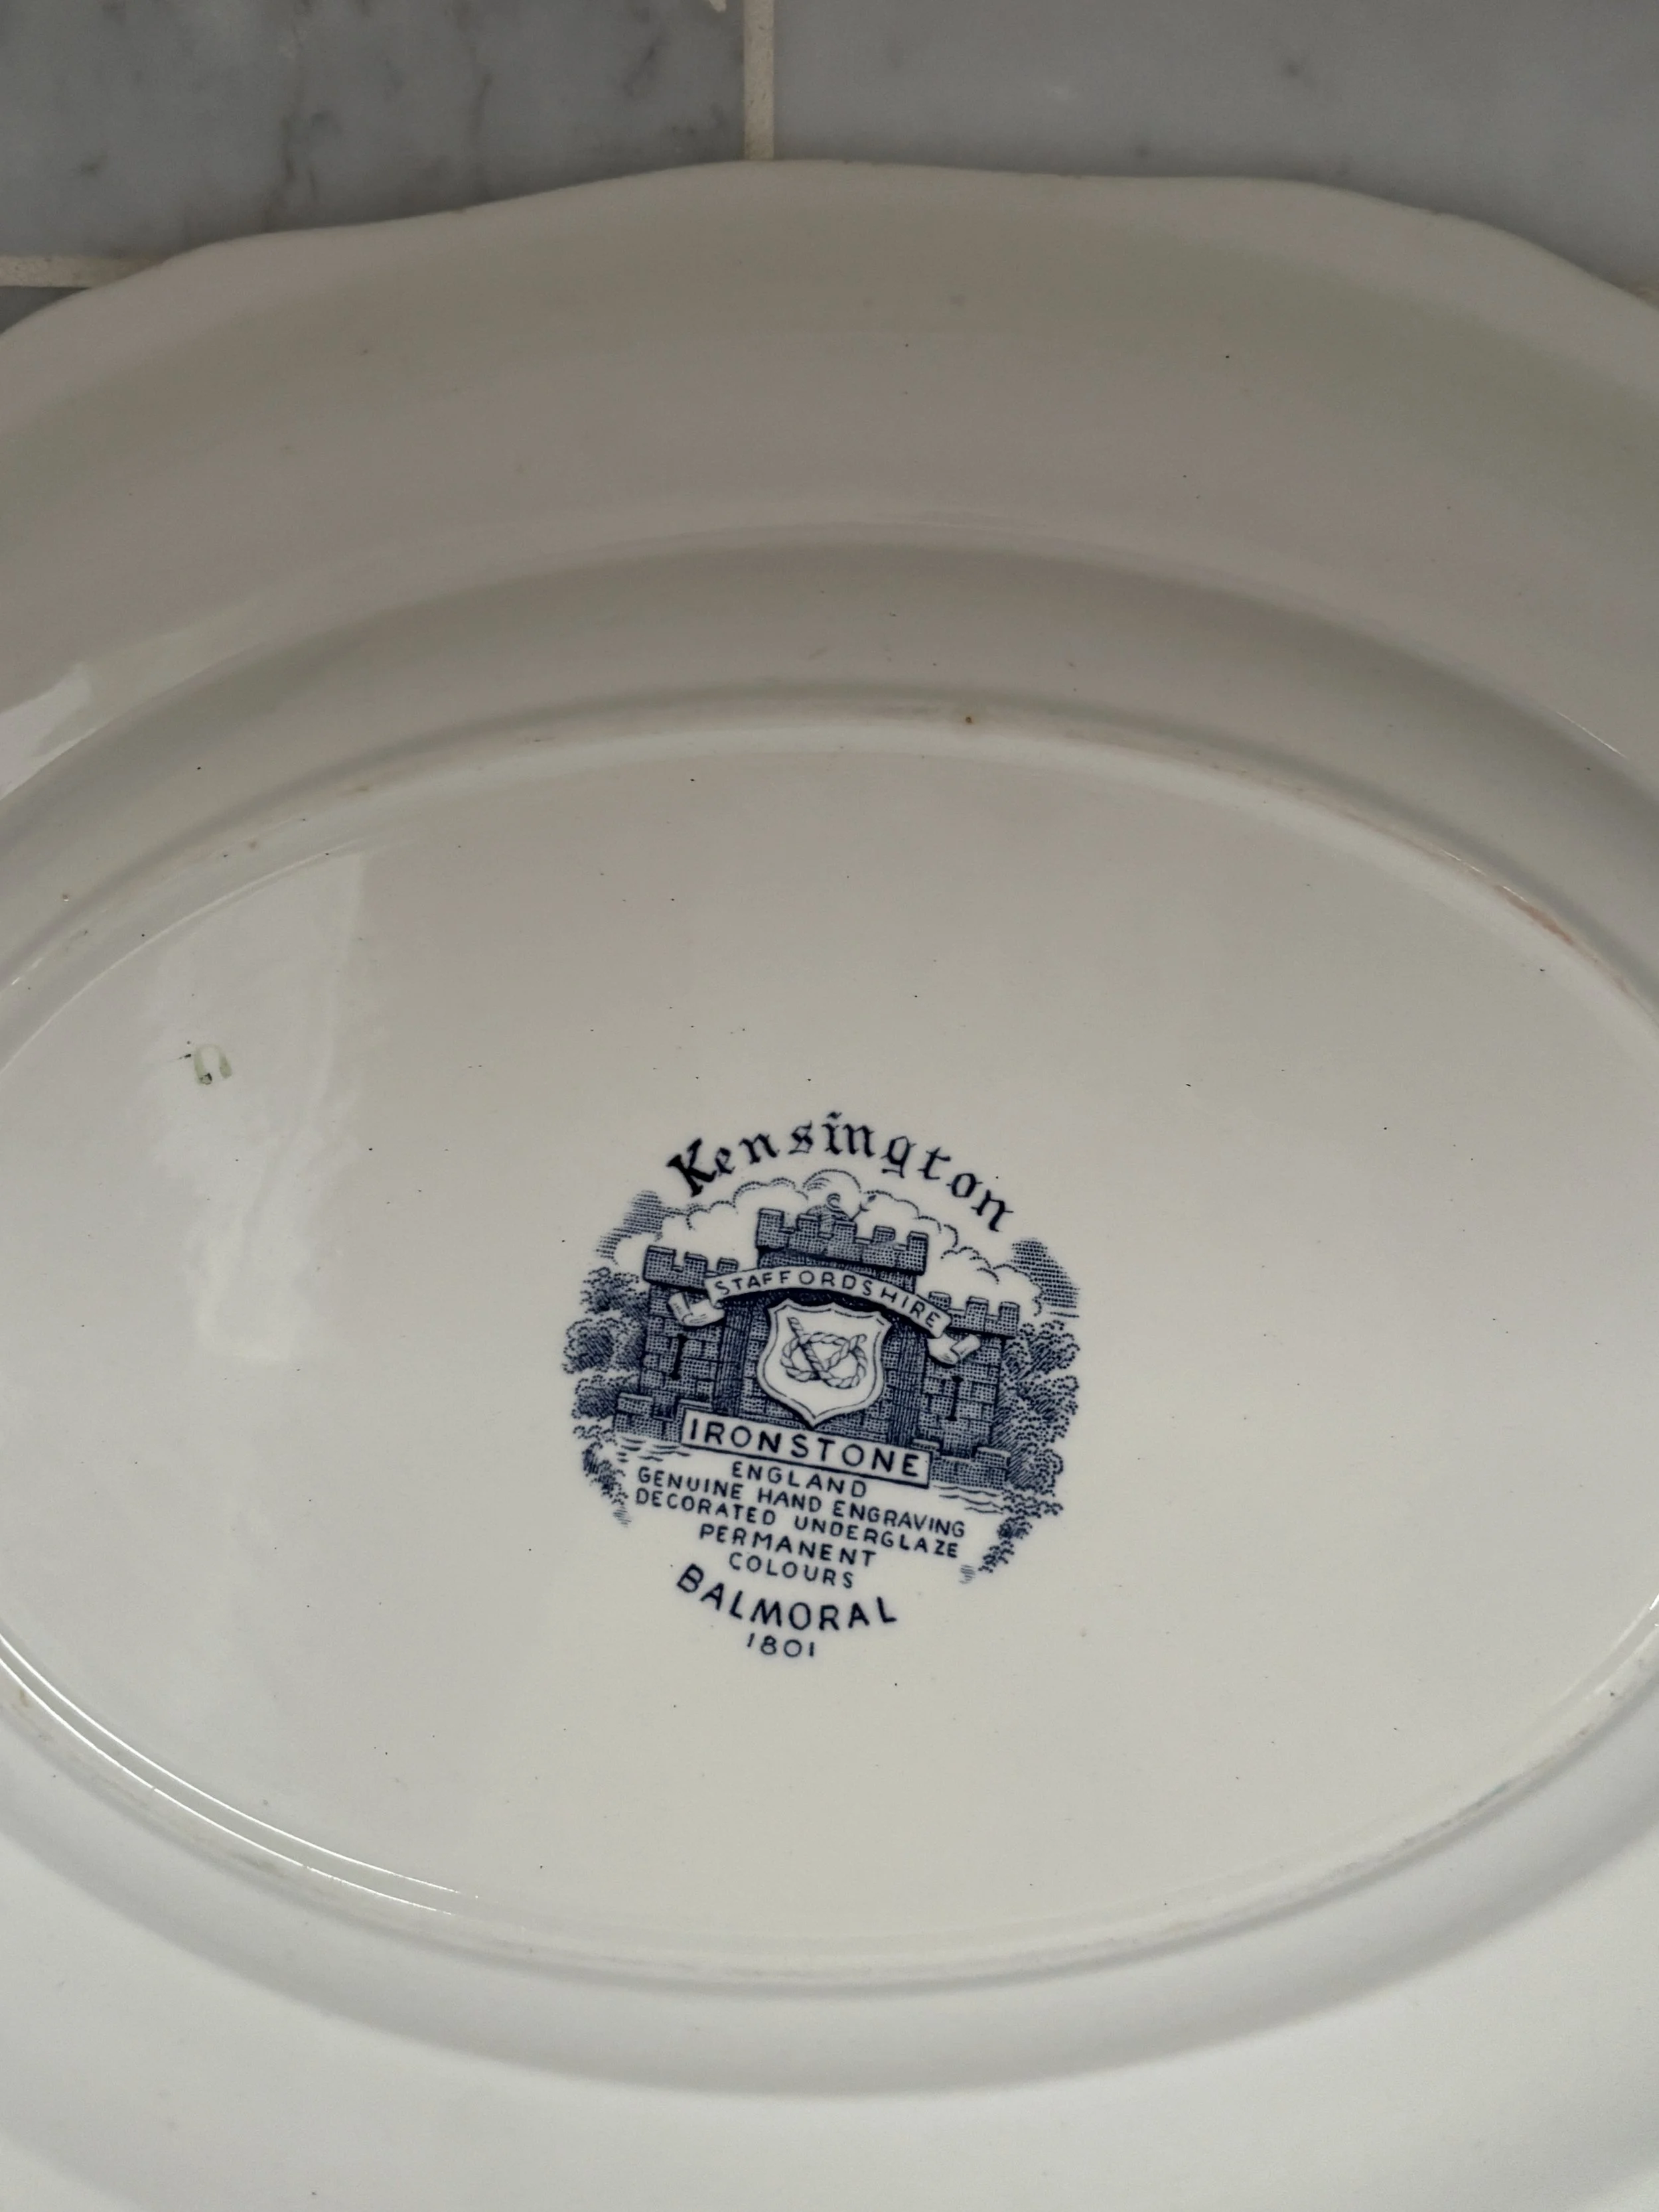 Kensington
STAFFORDSHIRE
IRONSTONE
ENGLAND
GENUINE HAND ENGRAVING
DECORATED UNDERGLAZE
PERMANENT
COLOURS
BALMORAL
1801